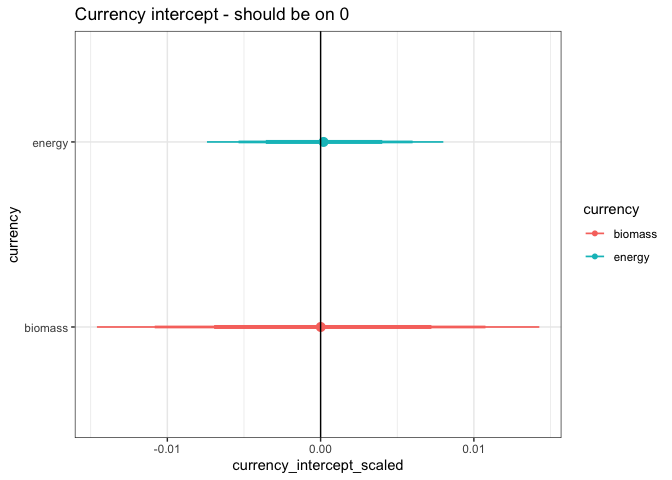 Currency intercept - should be on 0
currency
energy
biomass
-0.01
0.00
0.01
currency_intercept_scaled
currency
biomass
energy